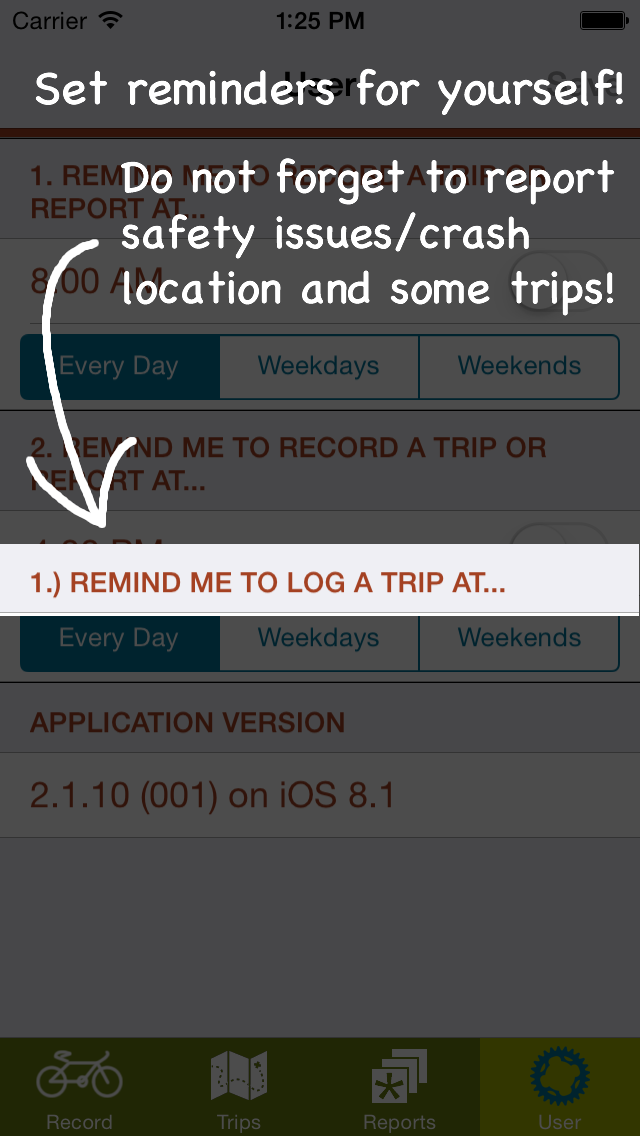 Carrier 1:25 PM
User Save
Set reminders for yourself!
1. REMIND ME TO RECORD A TRIP OR
REPORT AT...
Do not forget to report
safety issues/crash
location and some trips!
8:00 AM
Every Day Weekdays Weekends
2. REMIND ME TO RECORD A TRIP OR
REPORT AT...
1.) REMIND ME TO LOG A TRIP AT...
Every Day Weekdays Weekends
APPLICATION VERSION
2.1.10 (001) on iOS 8.1
Record Trips Reports User